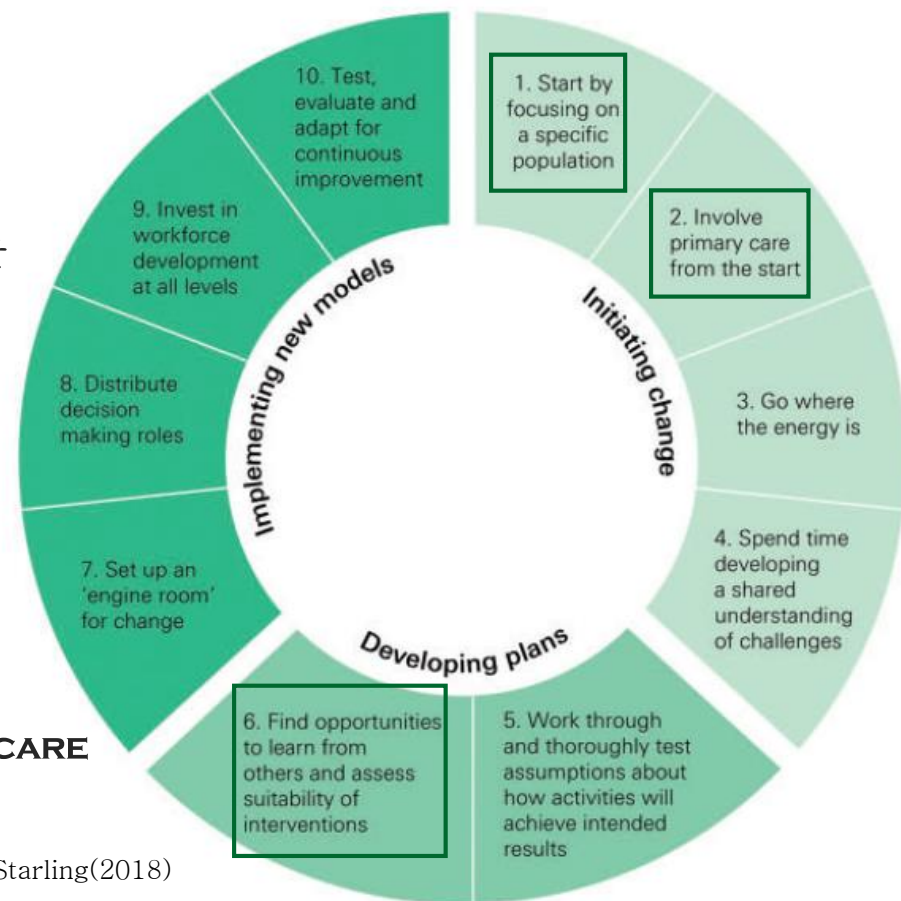 1. Start by
focusing on
a specific
population
2. Involve
primary care
from the start
3. Go where
the energy is
4. Spend time
developing
a shared
understanding
of challenges
Initiating change
5. Work through
and thoroughly test
assumptions about
how activities will
achieve intended
results
6. Find opportunities
to learn from
others and assess
suitability of
interventions
Developing plans
7. Set up an
‘engine room’
for change
8. Distribute
decision
making roles
9. Invest in
workforce
development
at all levels
10. Test,
evaluate and
adapt for
continuous
improvement
Implementing new models
CARE
Starling(2018)